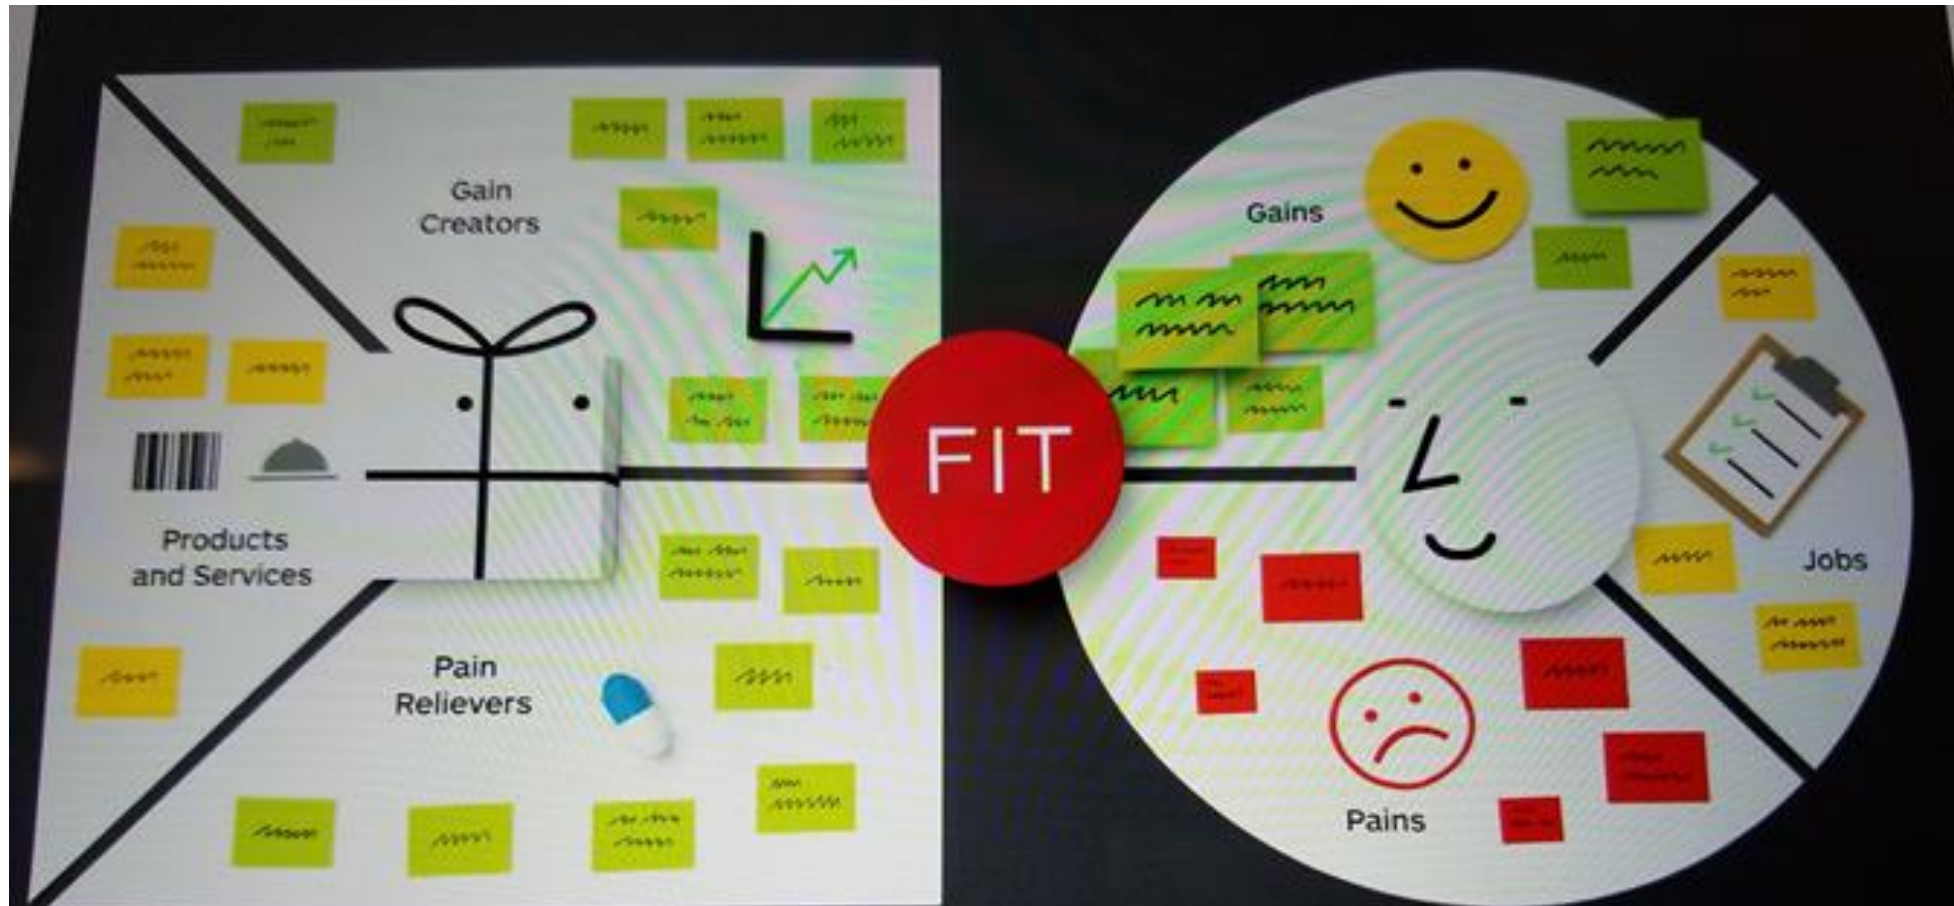 Gain
Creators
Products
and Services
Pain
Relievers
FIT
Gains
Jobs
Pains